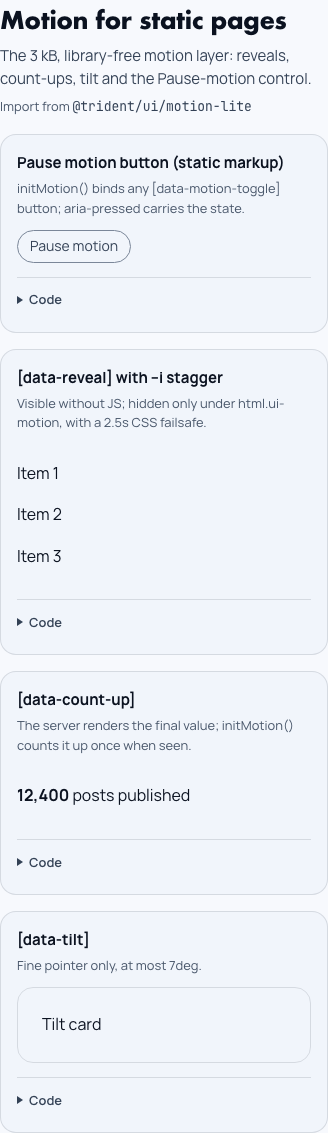 Motion for static pages
The 3 kB, library-free motion layer: reveals,
count-ups, tilt and the Pause-motion control.
Import from @trident/ui/motion-lite
Pause motion button (static markup)
initMotion() binds any [data-motion-toggle]
button; aria-pressed carries the state.
Pause motion
Code
[data-reveal] with –i stagger
Visible without JS; hidden only under html.ui-
motion, with a 2.5s CSS failsafe.
Item 1
Item 2
Item 3
Code
[data-count-up]
The server renders the final value; initMotion()
counts it up once when seen.
12,400 posts published
Code
[data-tilt]
Fine pointer only, at most 7deg.
Tilt card
Code